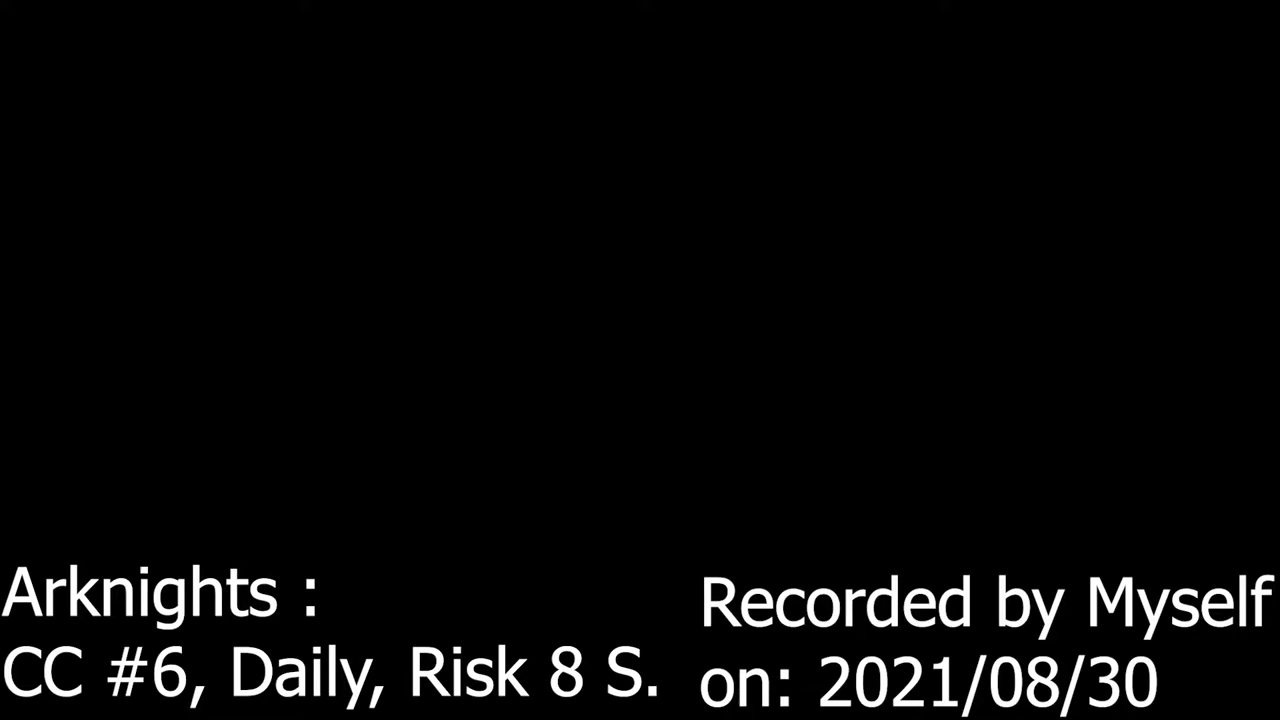 Arknights :
CC #6, Daily, Risk 8 S.
Recorded by Myself
on: 2021/08/30